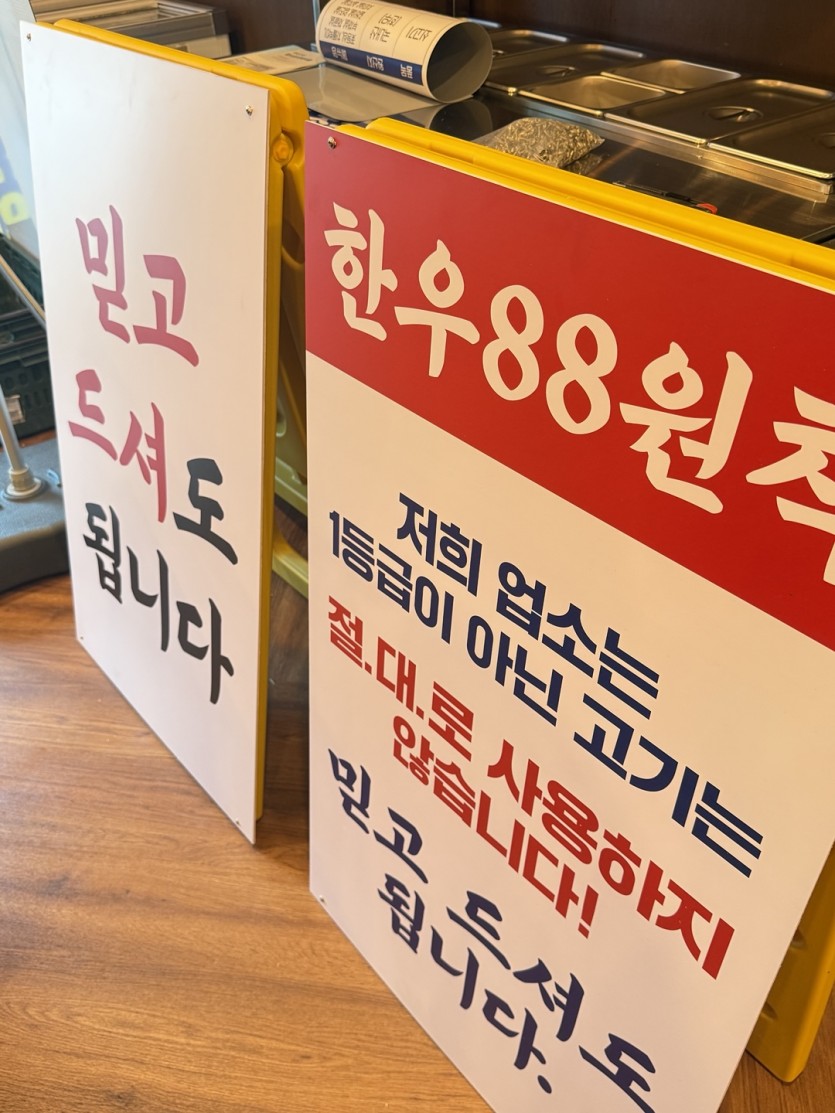 믿고
드셔도
됩니다
한우88원
저희 업소는
1등급이 아닌 고기는
절.대.로 사용하지
않습니다!
믿고 드셔도
됩니다.